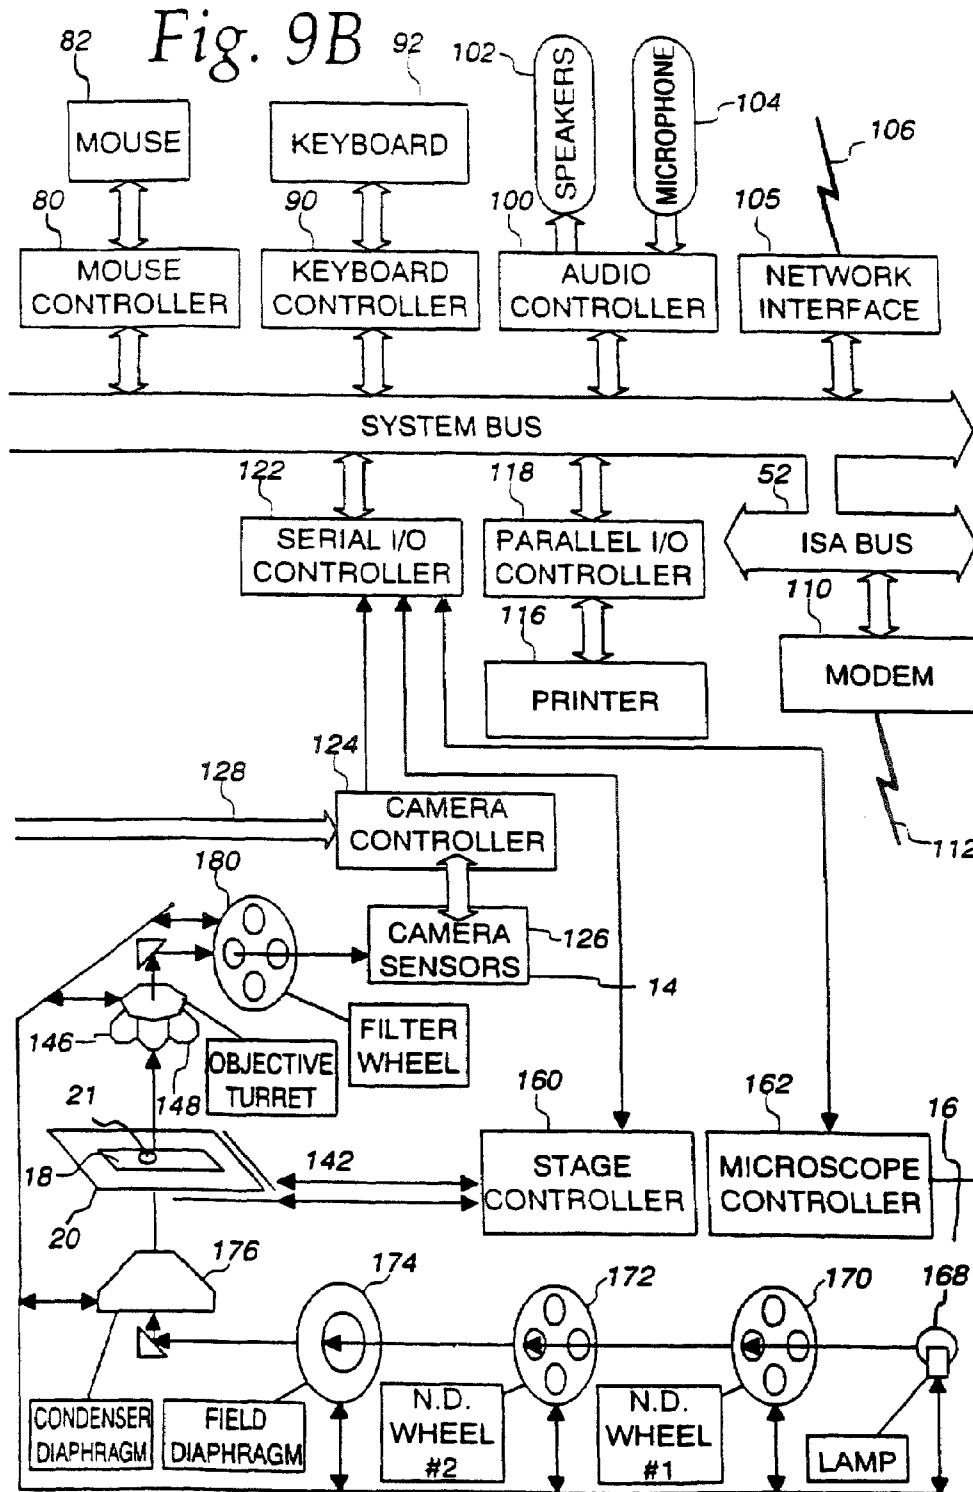 Fig. 9B
82
92
102
SPEAKERS
MICROPHONE
104
106
MOUSE
KEYBOARD
80
90
100
105
MOUSE
CONTROLLER
KEYBOARD
CONTROLLER
AUDIO
CONTROLLER
NETWORK
INTERFACE
SYSTEM BUS
122
118
52
SERIAL I/O
CONTROLLER
PARALLEL I/O
CONTROLLER
ISA BUS
116
110
PRINTER
MODEM
124
128
CAMERA
CONTROLLER
112
180
CAMERA
SENSORS
126
14
146
148
OBJECTIVE
TURRET
FILTER
WHEEL
21
18
20
142
160
STAGE
CONTROLLER
162
MICROSCOPE
CONTROLLER
16
176
174
172
170
168
CONDENSER
DIAPHRAGM
FIELD
DIAPHRAGM
N.D.
WHEEL
#2
N.D.
WHEEL
#1
LAMP